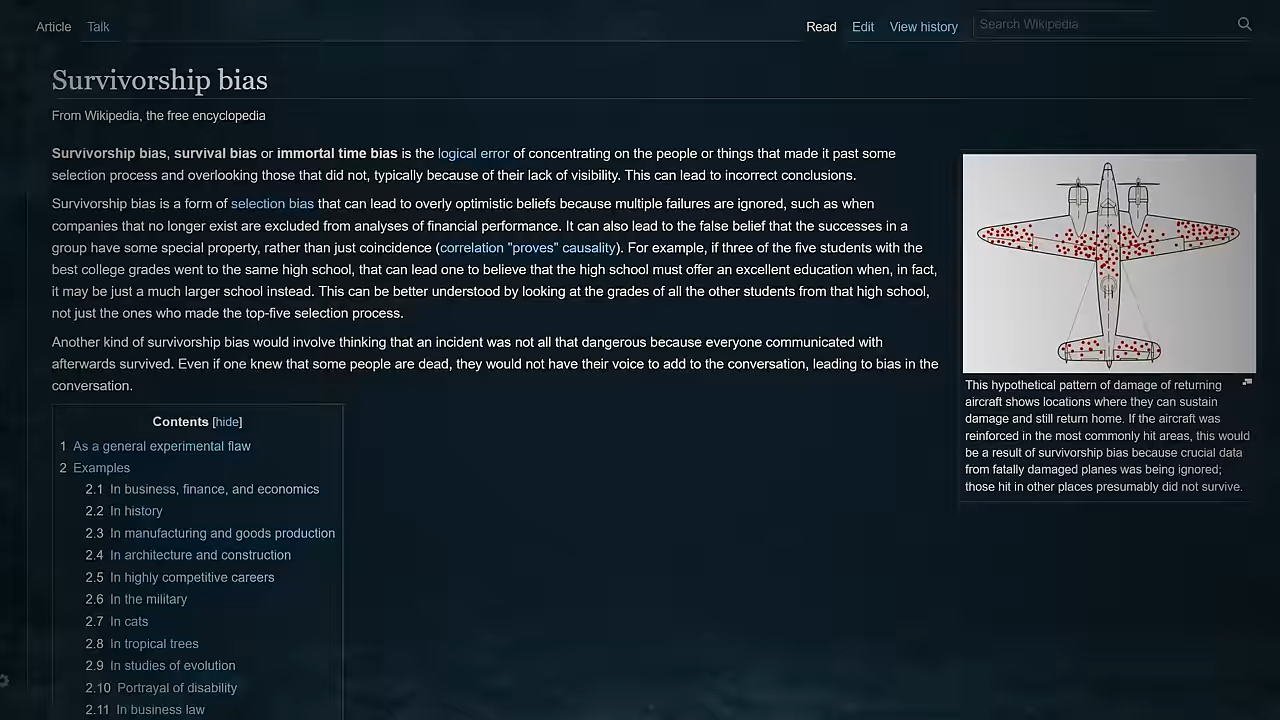 Article Talk Read Edit View history Search Wikipedia
Survivorship bias
From Wikipedia, the free encyclopedia
Survivorship bias, survival bias or immortal time bias is the logical error of concentrating on the people or things that made it past some
selection process and overlooking those that did not, typically because of their lack of visibility. This can lead to incorrect conclusions.
Survivorship bias is a form of selection bias that can lead to overly optimistic beliefs because multiple failures are ignored, such as when
companies that no longer exist are excluded from analyses of financial performance. It can also lead to the false belief that the successes in a
group have some special property, rather than just coincidence (correlation "proves" causality). For example, if three of the five students with the
best college grades went to the same high school, that can lead one to believe that the high school must offer an excellent education when, in fact,
it may be just a much larger school instead. This can be better understood by looking at the grades of all the other students from that high school,
not just the ones who made the top-five selection process.
Another kind of survivorship bias would involve thinking that an incident was not all that dangerous because everyone communicated with
afterwards survived. Even if one knew that some people are dead, they would not have their voice to add to the conversation, leading to bias in the
conversation.
This hypothetical pattern of damage of returning
aircraft shows locations where they can sustain
damage and still return home. If the aircraft was
reinforced in the most commonly hit areas, this would
be a result of survivorship bias because crucial data
from fatally damaged planes was being ignored;
those hit in other places presumably did not survive.
Contents [hide]
1 As a general experimental flaw
2 Examples
2.1 In business, finance, and economics
2.2 In history
2.3 In manufacturing and goods production
2.4 In architecture and construction
2.5 In highly competitive careers
2.6 In the military
2.7 In cats
2.8 In tropical trees
2.9 In studies of evolution
2.10 Portrayal of disability
2.11 In business law